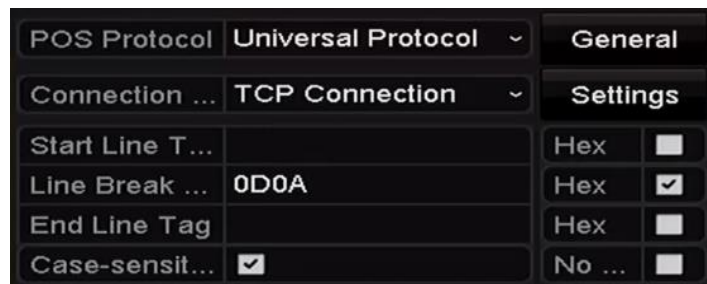 POS Protocol Universal Protocol General
Connection ... TCP Connection Settings
Start Line T... Hex
Line Break ... 0D0A Hex
End Line Tag Hex
Case-sensit... No ...